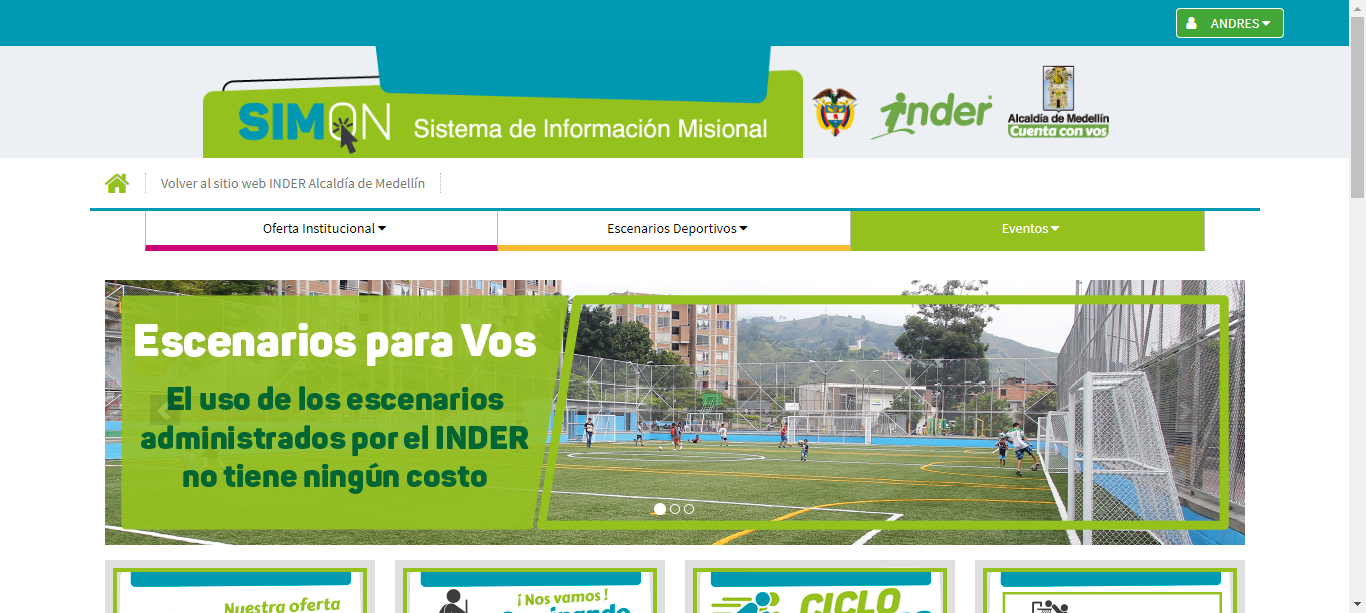 ANDRES
SIMON Sistema de Información Misional
inder
Alcaldía de Medellín
Cuenta con vos
Volver al sitio web INDER Alcaldía de Medellín
Oferta Institucional
Escenarios Deportivos
Eventos
Escenarios para Vos
El uso de los escenarios
administrados por el INDER
no tiene ningún costo
Nuestra oferta
¡Nos vamos!
CICLO